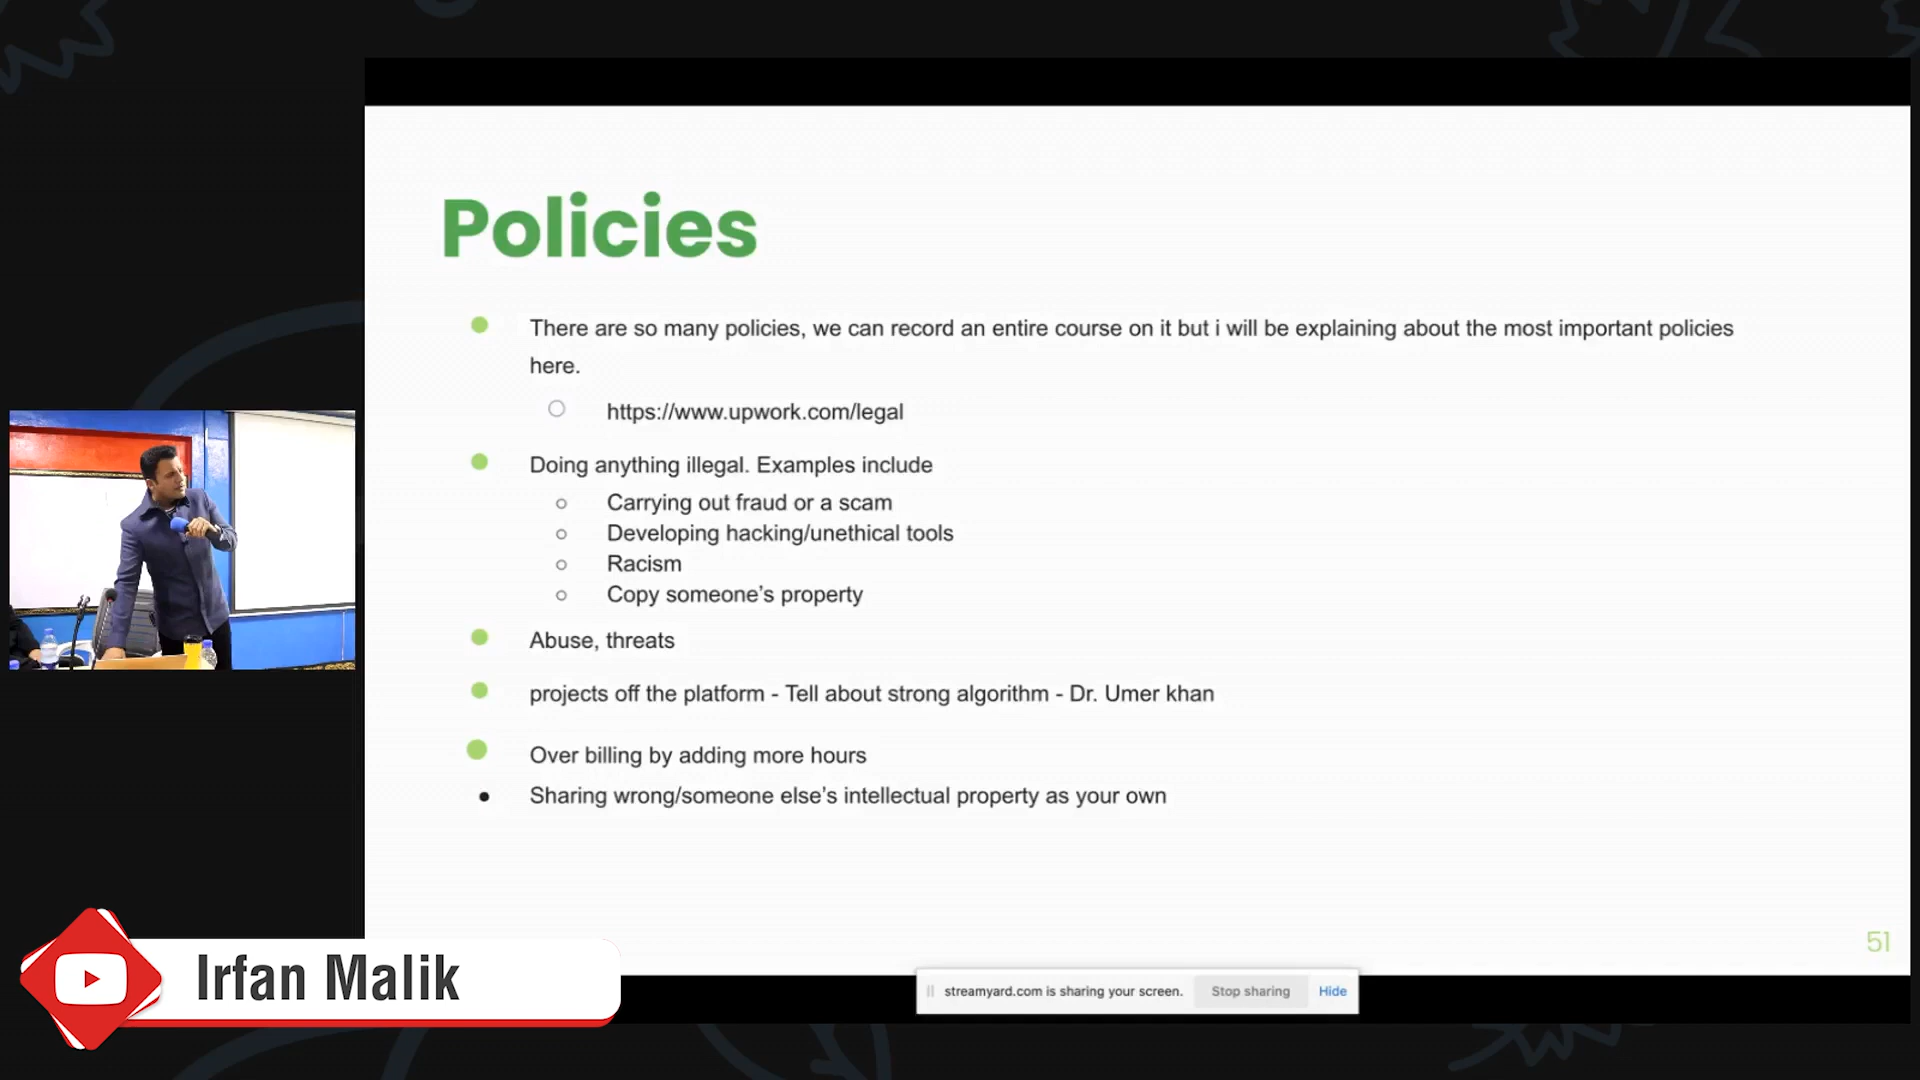 Policies
There are so many policies, we can record an entire course on it but i will be explaining about the most important policies
here.
https://www.upwork.com/legal
Doing anything illegal. Examples include
Carrying out fraud or a scam
Developing hacking/unethical tools
Racism
Copy someone’s property
Abuse, threats
projects off the platform - Tell about strong algorithm - Dr. Umer khan
Over billing by adding more hours
Sharing wrong/someone else’s intellectual property as your own
51
Irfan Malik
streamyard.com is sharing your screen. Stop sharing Hide